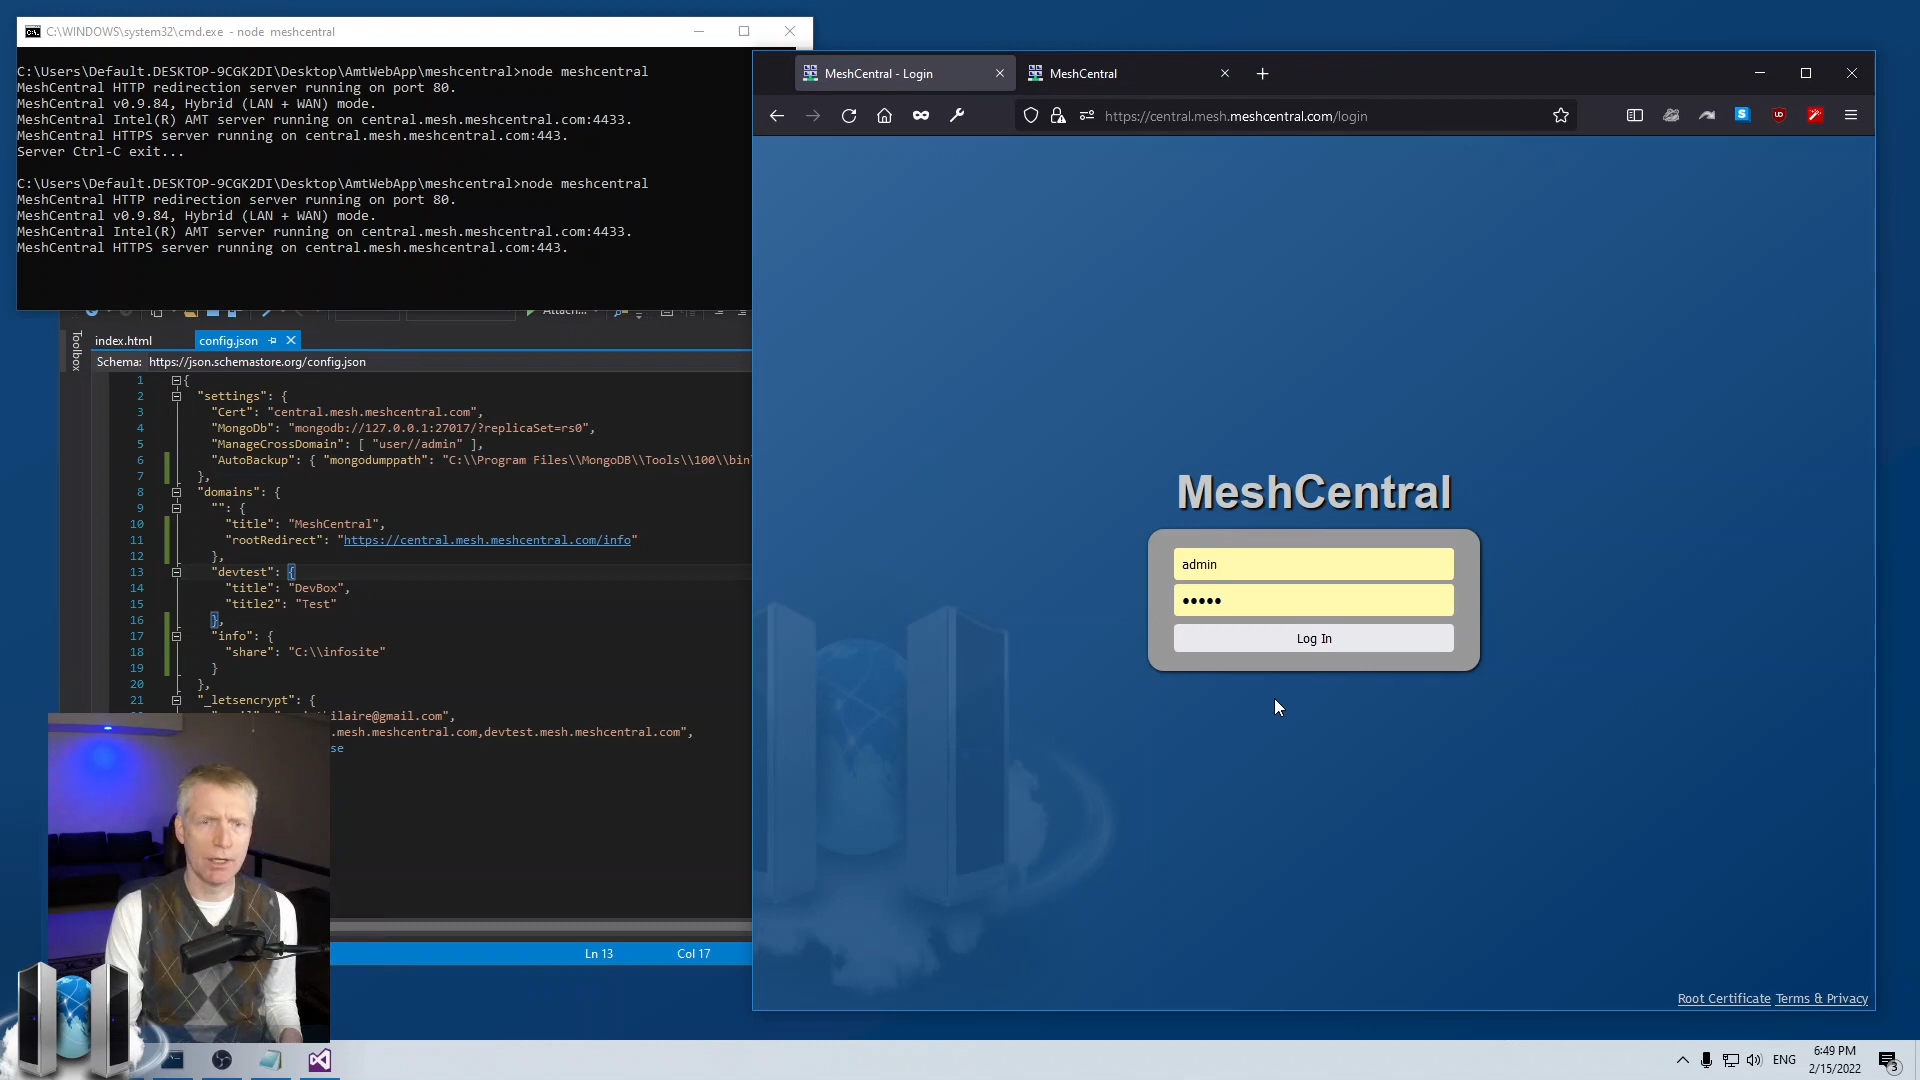 C:\WINDOWS\system32\cmd.exe - node meshcentral
C:\Users\Default.DESKTOP-9CGK2DI\Desktop\AmtWebApp\meshcentral>node meshcentral
MeshCentral HTTP redirection server running on port 80.
MeshCentral v0.9.84, Hybrid (LAN + WAN) mode.
MeshCentral Intel(R) AMT server running on central.mesh.meshcentral.com:4433.
MeshCentral HTTPS server running on central.mesh.meshcentral.com:443.
Server Ctrl-C exit...
C:\Users\Default.DESKTOP-9CGK2DI\Desktop\AmtWebApp\meshcentral>node meshcentral
MeshCentral HTTP redirection server running on port 80.
MeshCentral v0.9.84, Hybrid (LAN + WAN) mode.
MeshCentral Intel(R) AMT server running on central.mesh.meshcentral.com:4433.
MeshCentral HTTPS server running on central.mesh.meshcentral.com:443.
Attach...
Toolbox
index.html config.json
Schema: https://json.schemastore.org/config.json
1 {
2 "settings": {
3 "Cert": "central.mesh.meshcentral.com",
4 "MongoDb": "mongodb://127.0.0.1:27017/?replicaSet=rs0",
5 "ManageCrossDomain": [ "user//admin" ],
6 "AutoBackup": { "mongodumppath": "C:\\Program Files\\MongoDB\\Tools\\100\\bin
7 },
8 "domains": {
9 "": {
10 "title": "MeshCentral",
11 "rootRedirect": "https://central.mesh.meshcentral.com/info"
12 },
13 "devtest": {
14 "title": "DevBox",
15 "title2": "Test"
16 },
17 "info": {
18 "share": "C:\\infosite"
19 }
20 },
21 "_letsencrypt": {
ilaire@gmail.com",
.mesh.meshcentral.com,devtest.mesh.meshcentral.com",
se
Ln 13 Col 17
MeshCentral - Login MeshCentral
https://central.mesh.meshcentral.com/login
MeshCentral
admin
•••••
Log In
Root Certificate Terms & Privacy
ENG
6:49 PM
2/15/2022
3